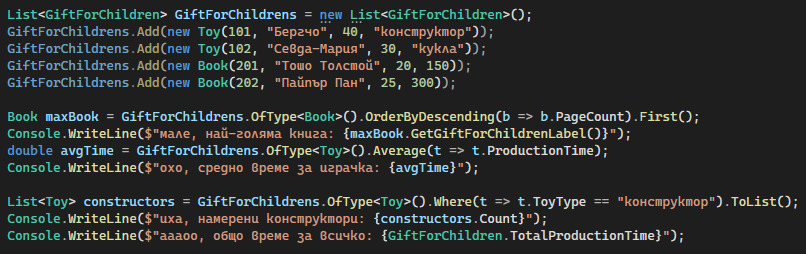 List<GiftForChildren> GiftForChildrens = new List<GiftForChildren>();
GiftForChildrens.Add(new Toy(101, "Бергчо", 40, "конструктор"));
GiftForChildrens.Add(new Toy(102, "Севда-Мария", 30, "кукла"));
GiftForChildrens.Add(new Book(201, "Тошо Толстой", 20, 150));
GiftForChildrens.Add(new Book(202, "Пайпър Пан", 25, 300));
Book maxBook = GiftForChildrens.OfType<Book>().OrderByDescending(b => b.PageCount).First();
Console.WriteLine($"мале, най-голяма книга: {maxBook.GetGiftForChildrenLabel()}");
double avgTime = GiftForChildrens.OfType<Toy>().Average(t => t.ProductionTime);
Console.WriteLine($"охо, средно време за играчка: {avgTime}");
List<Toy> constructors = GiftForChildrens.OfType<Toy>().Where(t => t.ToyType == "конструктор").ToList();
Console.WriteLine($"иха, намерени конструктори: {constructors.Count}");
Console.WriteLine($"аааоо, общо време за всичко: {GiftForChildren.TotalProductionTime}");